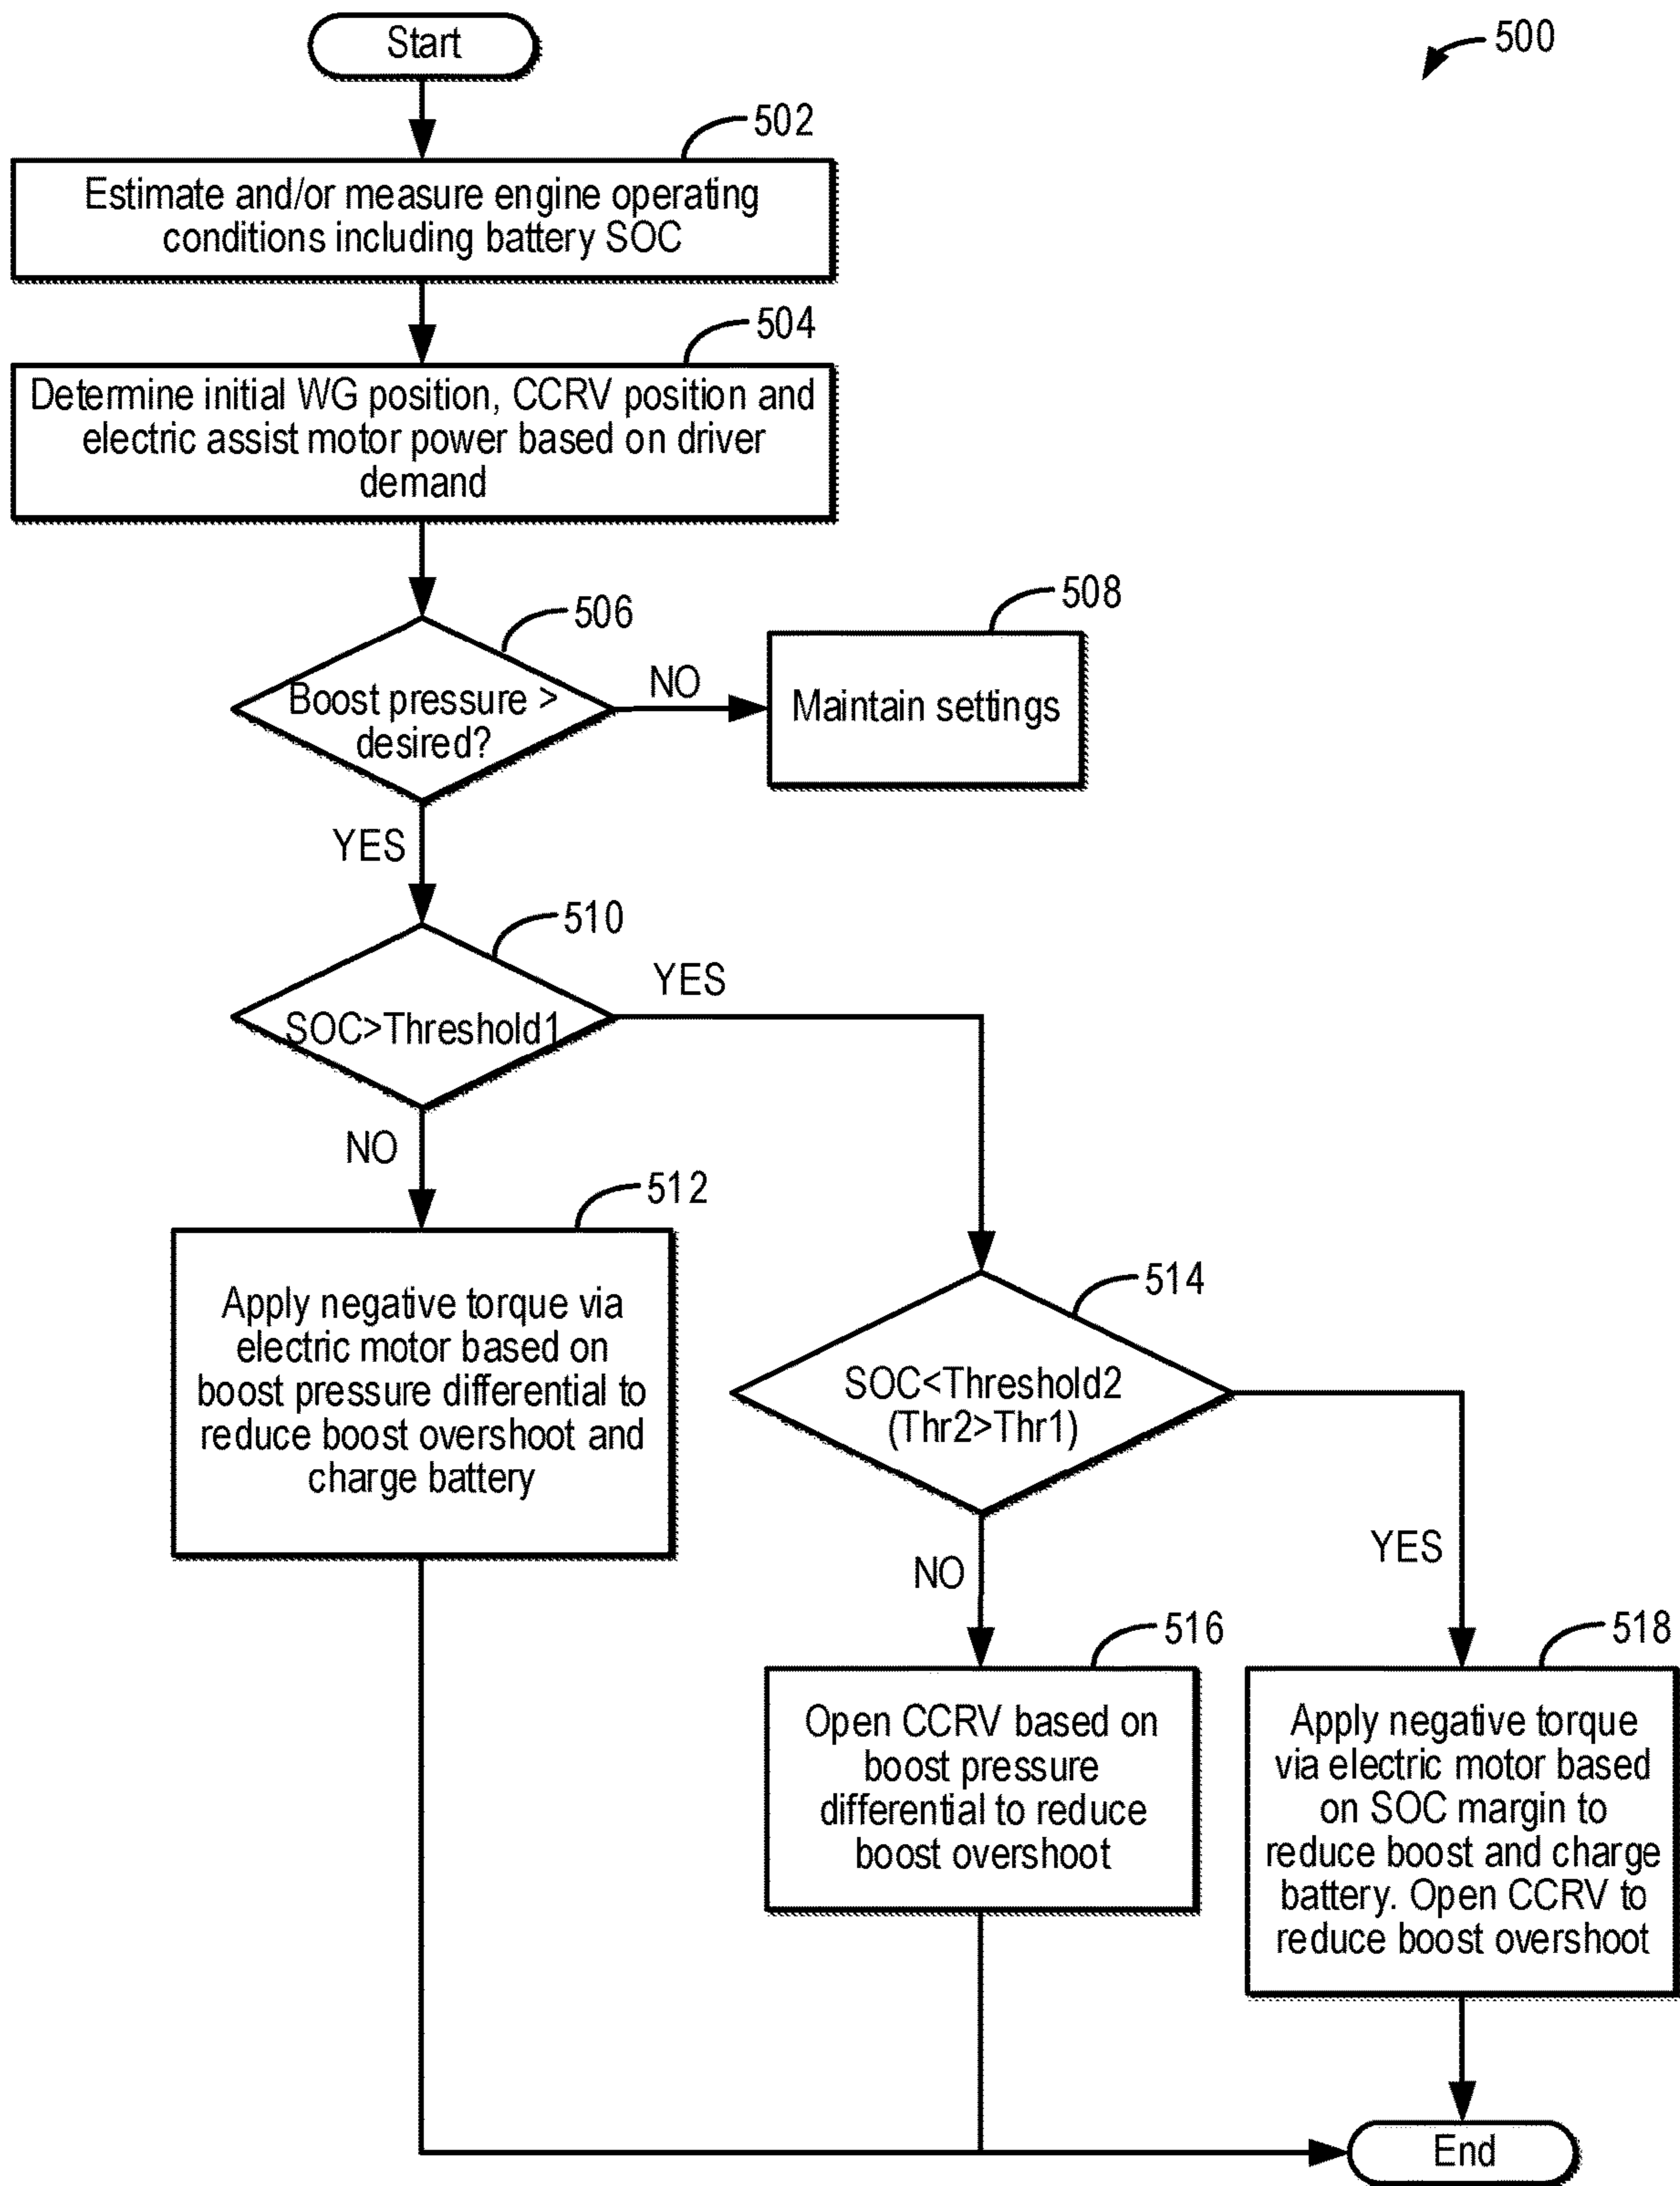 Start
500
502
Estimate and/or measure engine operating
conditions including battery SOC
504
Determine initial WG position, CCRV position and
electric assist motor power based on driver
demand
506
Boost pressure >
desired?
NO
508
Maintain settings
YES
510
SOC>Threshold1
YES
NO
512
Apply negative torque via
electric motor based on
boost pressure differential to
reduce boost overshoot and
charge battery
514
SOC<Threshold2
(Thr2>Thr1)
NO
YES
516
Open CCRV based on
boost pressure
differential to reduce
boost overshoot
518
Apply negative torque
via electric motor based
on SOC margin to
reduce boost and charge
battery. Open CCRV to
reduce boost overshoot
End